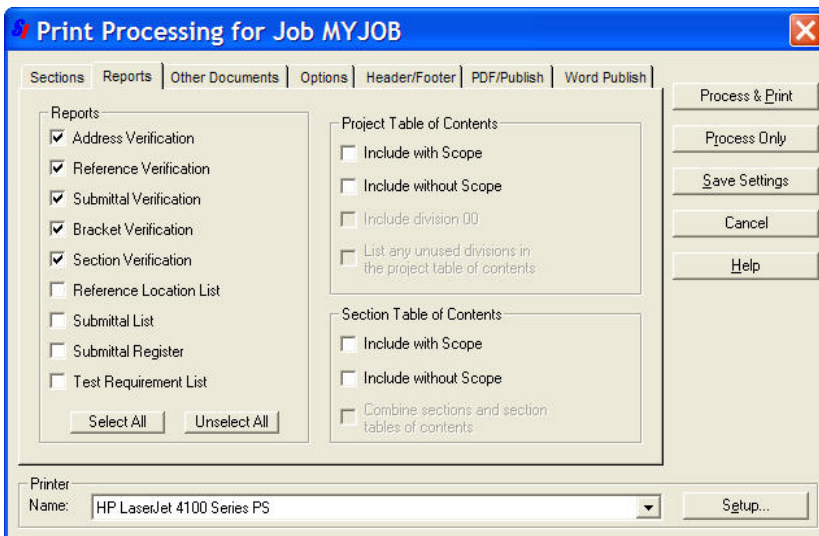 Print Processing for Job MYJOB
Sections Reports Other Documents Options Header/Footer PDF/Publish Word Publish
Reports
Address Verification
Reference Verification
Submittal Verification
Bracket Verification
Section Verification
Reference Location List
Submittal List
Submittal Register
Test Requirement List
Select All Unselect All
Project Table of Contents
Include with Scope
Include without Scope
Include division 00
List any unused divisions in
the project table of contents
Section Table of Contents
Include with Scope
Include without Scope
Combine sections and section
tables of contents
Process & Print
Process Only
Save Settings
Cancel
Help
Printer
Name: HP LaserJet 4100 Series PS Setup...